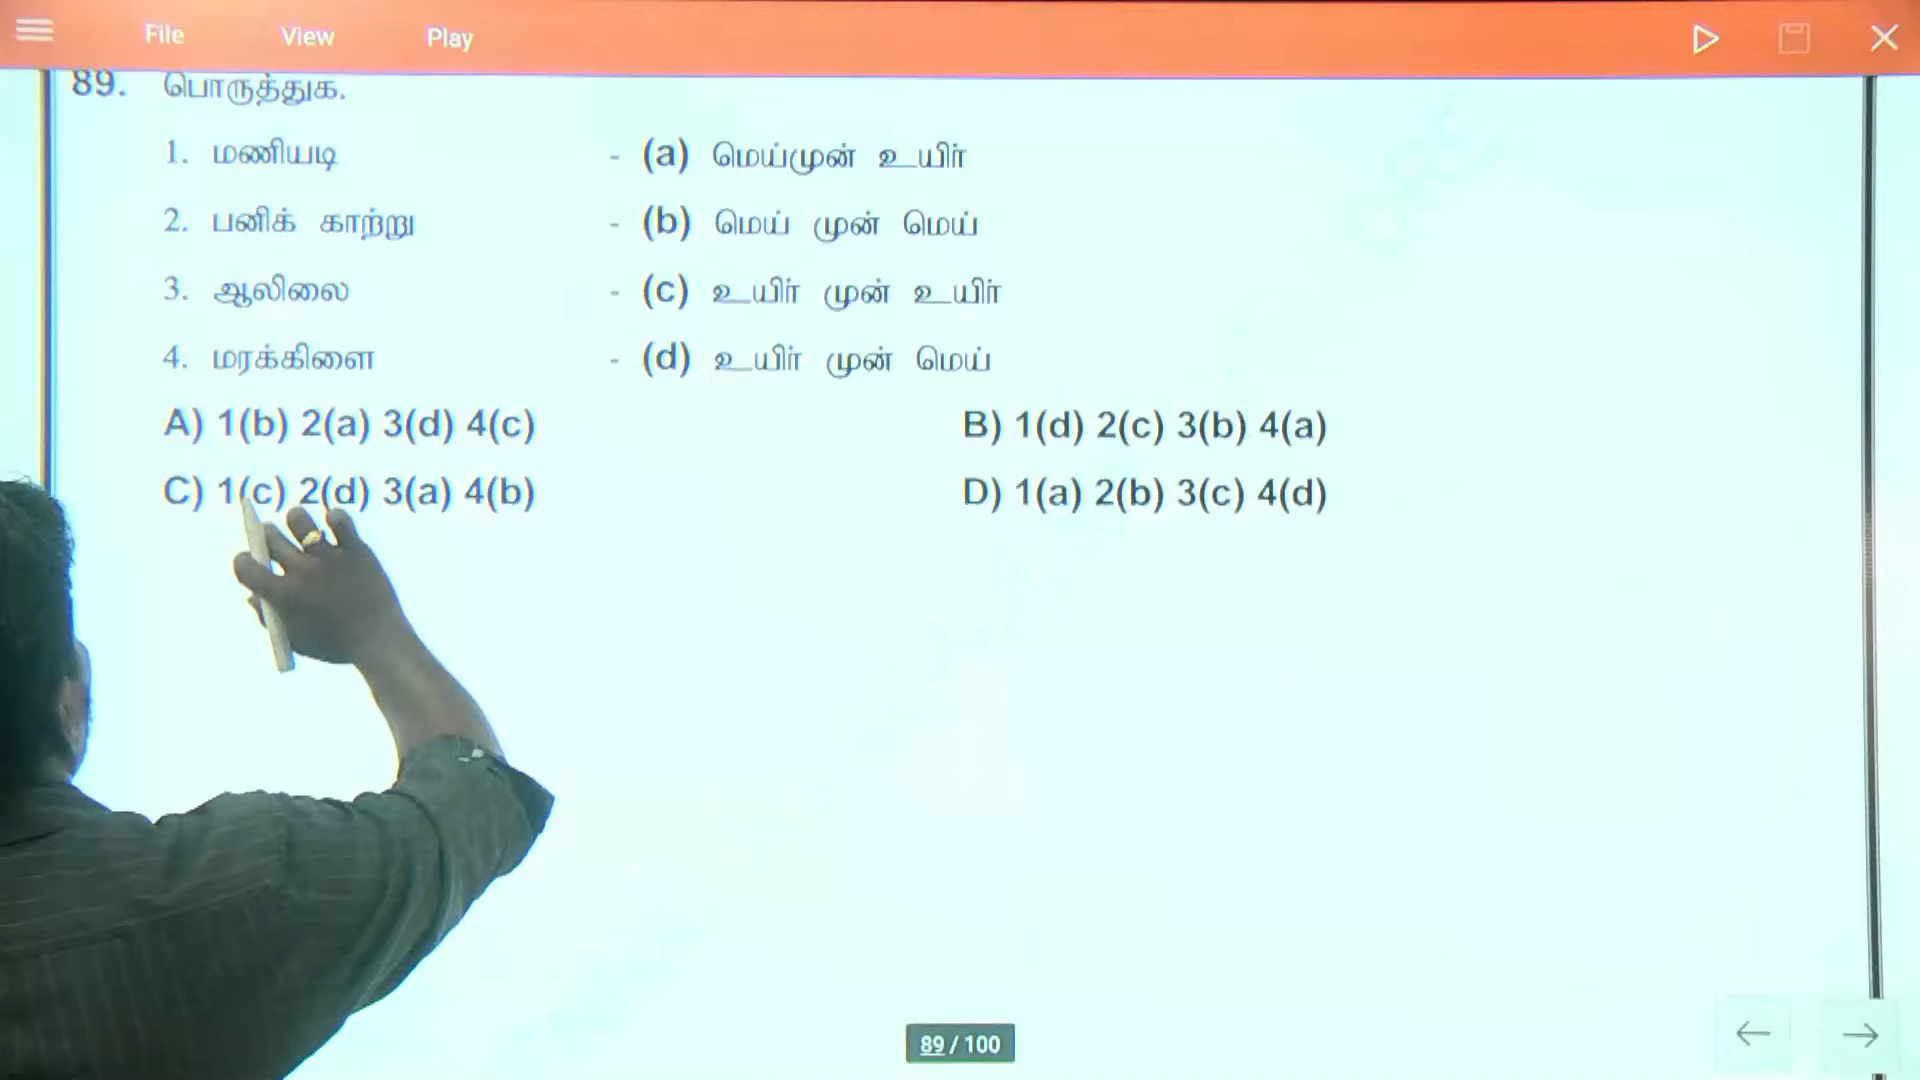 File View Play
89. பொருத்துக.
1. மணியடி - (a) மெய்முன் உயிர்
2. பனிக் காற்று - (b) மெய் முன் மெய்
3. ஆலிலை - (c) உயிர் முன் உயிர்
4. மரக்கிளை - (d) உயிர் முன் மெய்
A) 1(b) 2(a) 3(d) 4(c) B) 1(d) 2(c) 3(b) 4(a)
C) 1(c) 2(d) 3(a) 4(b) D) 1(a) 2(b) 3(c) 4(d)
89 / 100